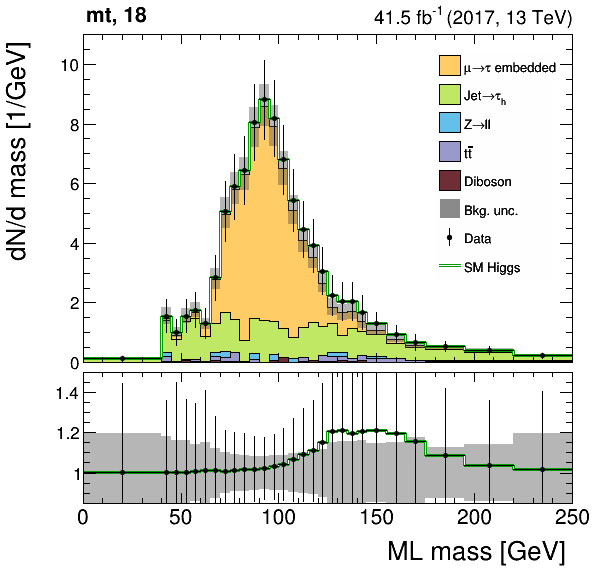 mt, 18
41.5 fb⁻¹ (2017, 13 TeV)
dN/d mass [1/GeV]
10
8
6
4
2
0
μ→τ embedded
Jet→τₕ
Z→ll
tt̄
Diboson
Bkg. unc.
Data
SM Higgs
1.4
1.2
1
0 50 100 150 200 250
ML mass [GeV]